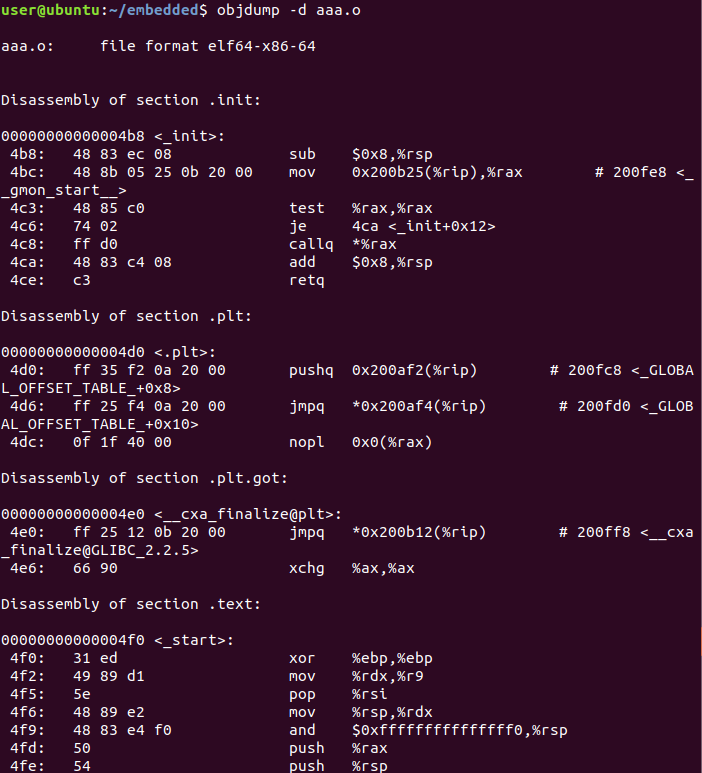 user@ubuntu:~/embedded$ objdump -d aaa.o

aaa.o:     file format elf64-x86-64


Disassembly of section .init:

00000000000004b8 <_init>:
 4b8:   48 83 ec 08             sub    $0x8,%rsp
 4bc:   48 8b 05 25 0b 20 00    mov    0x200b25(%rip),%rax        # 200fe8 <_
_gmon_start__>
 4c3:   48 85 c0                test   %rax,%rax
 4c6:   74 02                   je     4ca <_init+0x12>
 4c8:   ff d0                   callq  *%rax
 4ca:   48 83 c4 08             add    $0x8,%rsp
 4ce:   c3                      retq

Disassembly of section .plt:

00000000000004d0 <.plt>:
 4d0:   ff 35 f2 0a 20 00       pushq  0x200af2(%rip)        # 200fc8 <_GLOBA
L_OFFSET_TABLE_+0x8>
 4d6:   ff 25 f4 0a 20 00       jmpq   *0x200af4(%rip)        # 200fd0 <_GLOB
AL_OFFSET_TABLE_+0x10>
 4dc:   0f 1f 40 00             nopl   0x0(%rax)

Disassembly of section .plt.got:

00000000000004e0 <__cxa_finalize@plt>:
 4e0:   ff 25 12 0b 20 00       jmpq   *0x200b12(%rip)        # 200ff8 <__cxa
_finalize@GLIBC_2.2.5>
 4e6:   66 90                   xchg   %ax,%ax

Disassembly of section .text:

00000000000004f0 <_start>:
 4f0:   31 ed                   xor    %ebp,%ebp
 4f2:   49 89 d1                mov    %rdx,%r9
 4f5:   5e                      pop    %rsi
 4f6:   48 89 e2                mov    %rsp,%rdx
 4f9:   48 83 e4 f0             and    $0xfffffffffffffff0,%rsp
 4fd:   50                      push   %rax
 4fe:   54                      push   %rsp